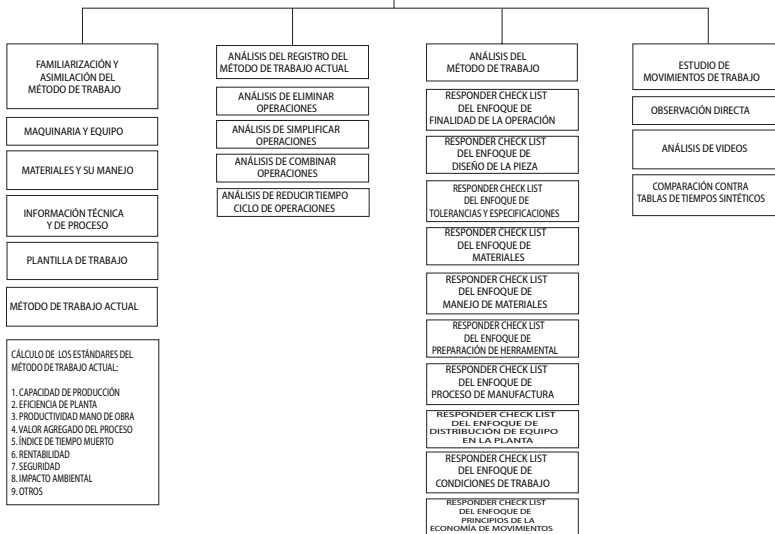 FAMILIARIZACIÓN Y
ASIMILACIÓN DEL
MÉTODO DE TRABAJO
MAQUINARIA Y EQUIPO
MATERIALES Y SU MANEJO
INFORMACIÓN TÉCNICA
Y DE PROCESO
PLANTILLA DE TRABAJO
MÉTODO DE TRABAJO ACTUAL
CÁLCULO DE LOS ESTÁNDARES DEL
MÉTODO DE TRABAJO ACTUAL:
1. CAPACIDAD DE PRODUCCIÓN
2. EFICIENCIA DE PLANTA
3. PRODUCTIVIDAD MANO DE OBRA
4. VALOR AGREGADO DEL PROCESO
5. ÍNDICE DE TIEMPO MUERTO
6. RENTABILIDAD
7. SEGURIDAD
8. IMPACTO AMBIENTAL
9. OTROS
ANÁLISIS DEL REGISTRO DEL
MÉTODO DE TRABAJO ACTUAL
ANÁLISIS DE ELIMINAR
OPERACIONES
ANÁLISIS DE SIMPLIFICAR
OPERACIONES
ANÁLISIS DE COMBINAR
OPERACIONES
ANÁLISIS DE REDUCIR TIEMPO
CICLO DE OPERACIONES
ANÁLISIS DEL
MÉTODO DE TRABAJO
RESPONDER CHECK LIST
DEL ENFOQUE DE
FINALIDAD DE LA OPERACIÓN
RESPONDER CHECK LIST
DEL ENFOQUE DE
DISEÑO DE LA PIEZA
RESPONDER CHECK LIST
DEL ENFOQUE DE
TOLERANCIAS Y ESPECIFICACIONES
RESPONDER CHECK LIST
DEL ENFOQUE DE
MATERIALES
RESPONDER CHECK LIST
DEL ENFOQUE DE
MANEJO DE MATERIALES
RESPONDER CHECK LIST
DEL ENFOQUE DE
PREPARACIÓN DE HERRAMENTAL
RESPONDER CHECK LIST
DEL ENFOQUE DE
PROCESO DE MANUFACTURA
RESPONDER CHECK LIST
DEL ENFOQUE DE
DISTRIBUCIÓN DE EQUIPO
EN LA PLANTA
RESPONDER CHECK LIST
DEL ENFOQUE DE
CONDICIONES DE TRABAJO
RESPONDER CHECK LIST
DEL ENFOQUE DE
PRINCIPIOS DE LA
ECONOMÍA DE MOVIMIENTOS
ESTUDIO DE
MOVIMIENTOS DE TRABAJO
OBSERVACIÓN DIRECTA
ANÁLISIS DE VIDEOS
COMPARACIÓN CONTRA
TABLAS DE TIEMPOS SINTÉTICOS